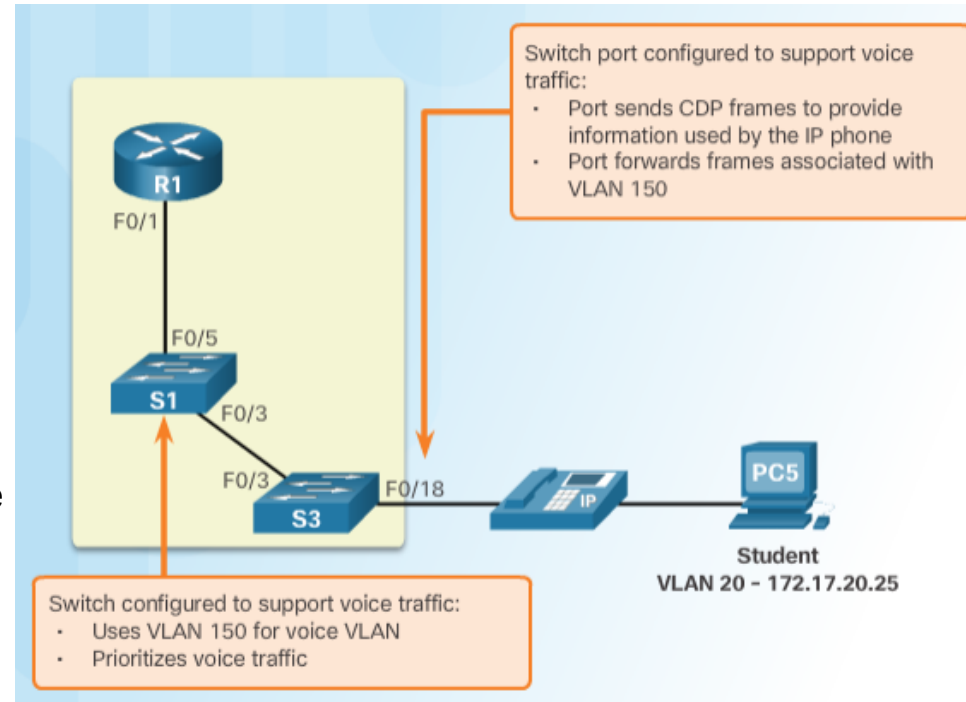 Switch port configured to support voice
traffic:
· Port sends CDP frames to provide
information used by the IP phone
· Port forwards frames associated with
VLAN 150
R1
F0/1
F0/5
S1
F0/3
F0/3
S3
F0/18
IP
PC5
e
Student
VLAN 20 - 172.17.20.25
Switch configured to support voice traffic:
· Uses VLAN 150 for voice VLAN
· Prioritizes voice traffic